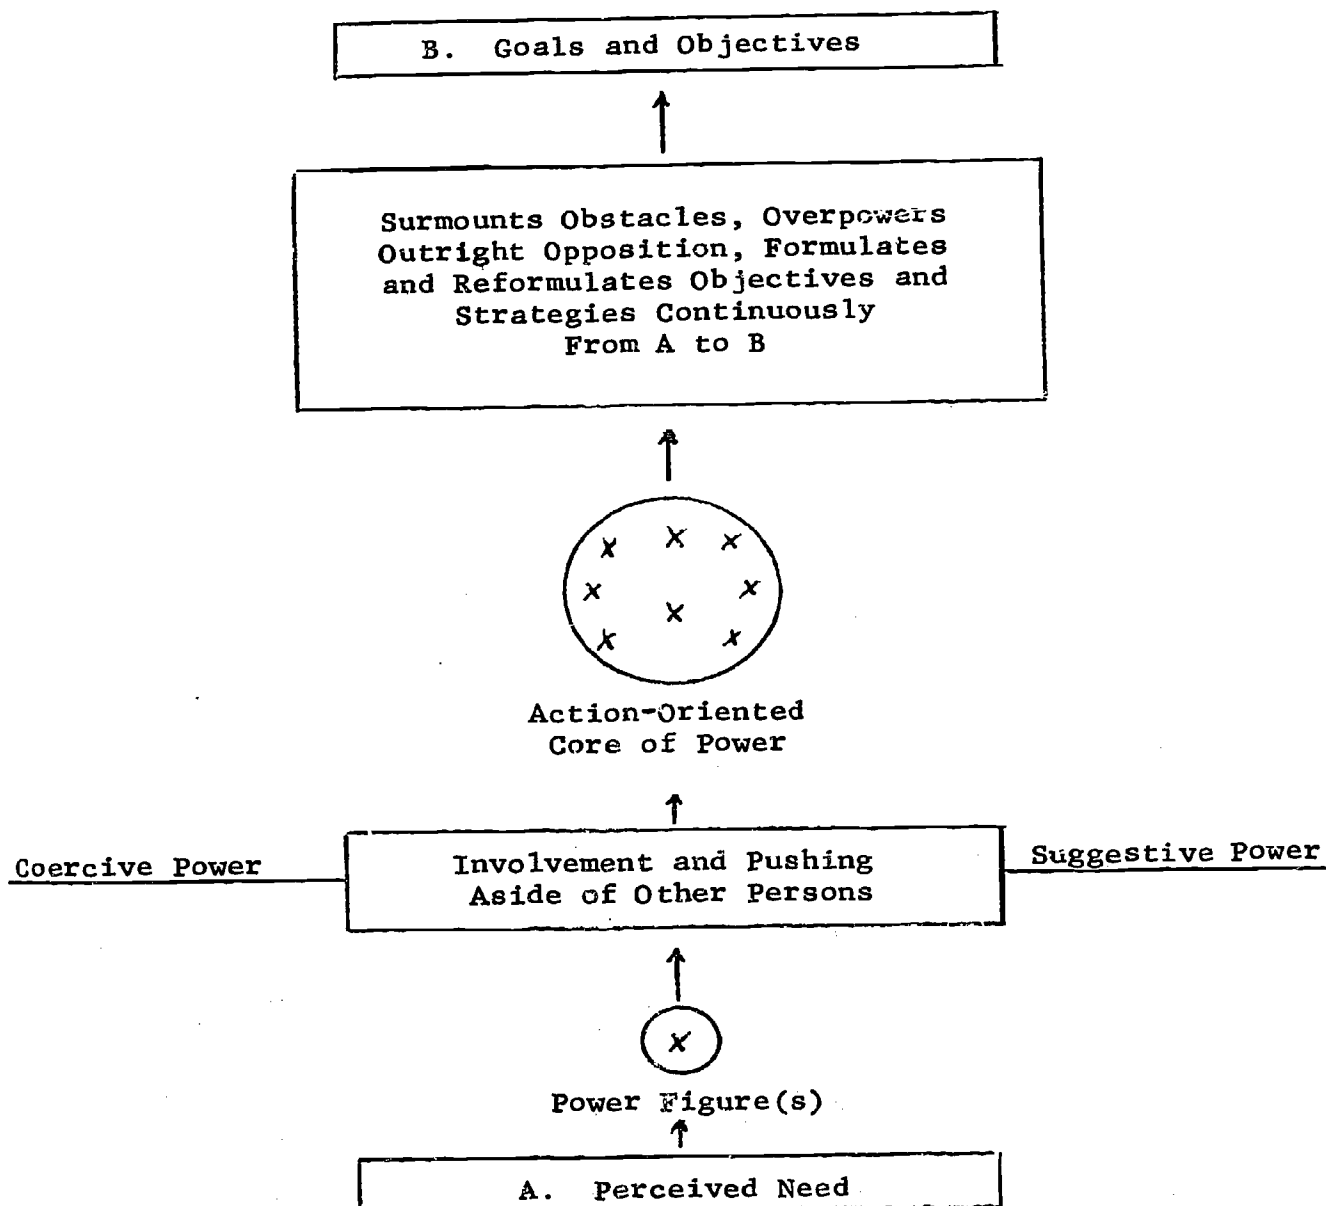 B. Goals and Objectives
Surmounts Obstacles, Overpowers
Outright Opposition, Formulates
and Reformulates Objectives and
Strategies Continuously
From A to B
X X X
X X
X
X X
Action-Oriented
Core of Power
Coercive Power
Involvement and Pushing
Aside of Other Persons
Suggestive Power
X
Power Figure(s)
A. Perceived Need